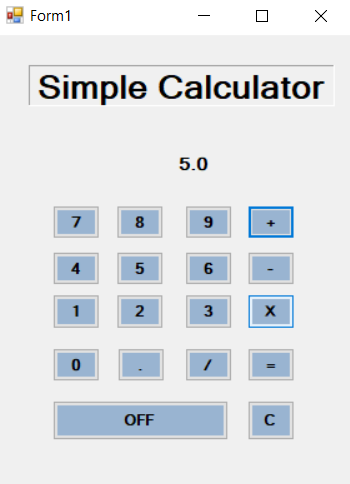 Form1
Simple Calculator
5.0
7 8 9 +
4 5 6 -
1 2 3 X
0 . / =
OFF C